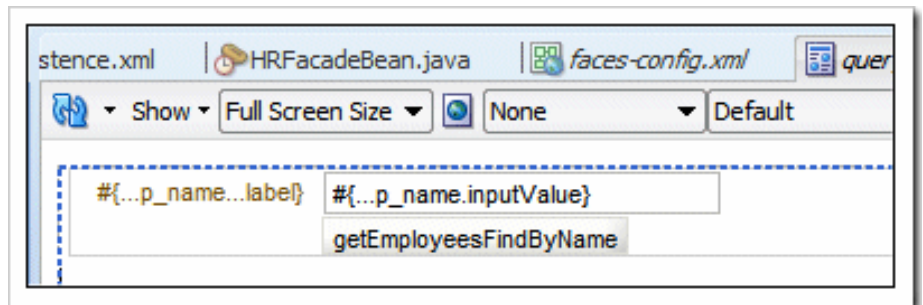 stence.xml HRFacadeBean.java faces-config.xml quer
Show Full Screen Size None Default
#{...p_name...label} #{...p_name.inputValue}
getEmployeesFindByName